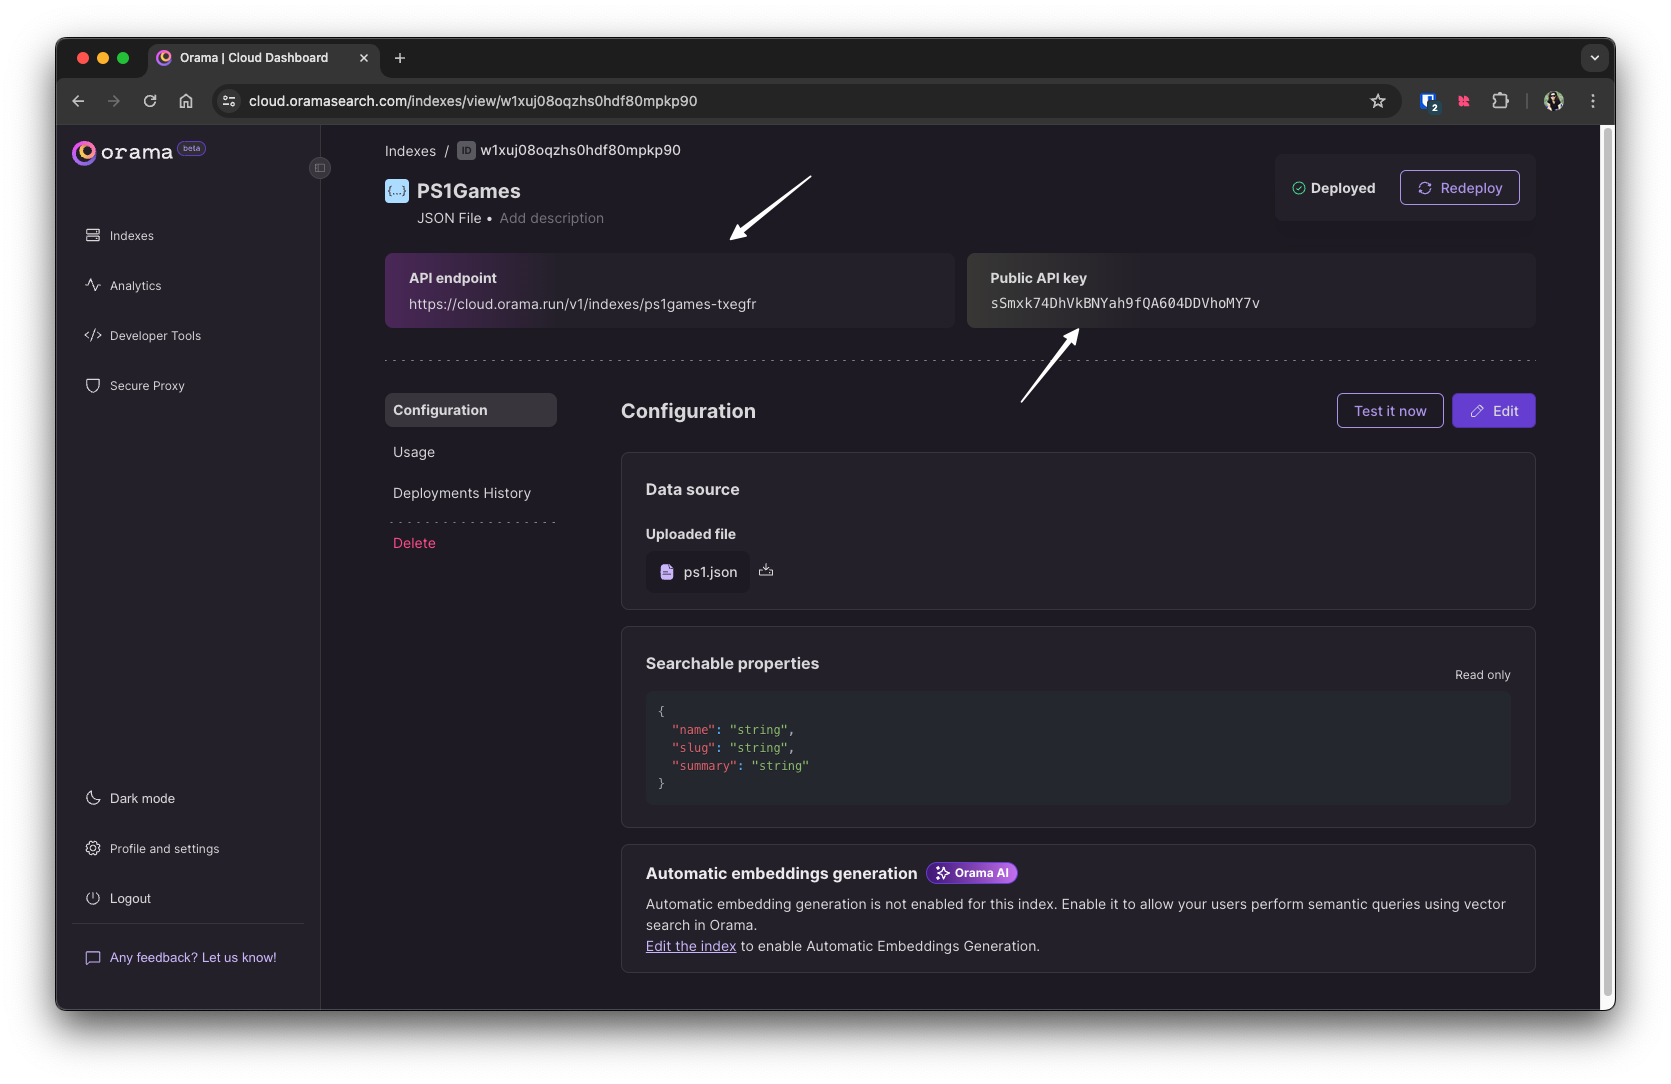 Orama | Cloud Dashboard
cloud.oramasearch.com/indexes/view/w1xuj08oqzhs0hdf80mpkp90
2
orama beta
Indexes
Analytics
Developer Tools
Secure Proxy
Dark mode
Profile and settings
Logout
Any feedback? Let us know!
Indexes / ID w1xuj08oqzhs0hdf80mpkp90
{...} PS1Games
JSON File • Add description
Deployed
Redeploy
API endpoint
https://cloud.orama.run/v1/indexes/ps1games-txegfr
Public API key
sSmxk74DhVkBNYah9fQA604DDVhoMY7v
Configuration
Usage
Deployments History
Delete
Configuration
Test it now
Edit
Data source
Uploaded file
ps1.json
Searchable properties
Read only
{
"name": "string",
"slug": "string",
"summary": "string"
}
Automatic embeddings generation Orama AI
Automatic embedding generation is not enabled for this index. Enable it to allow your users perform semantic queries using vector
search in Orama.
Edit the index to enable Automatic Embeddings Generation.